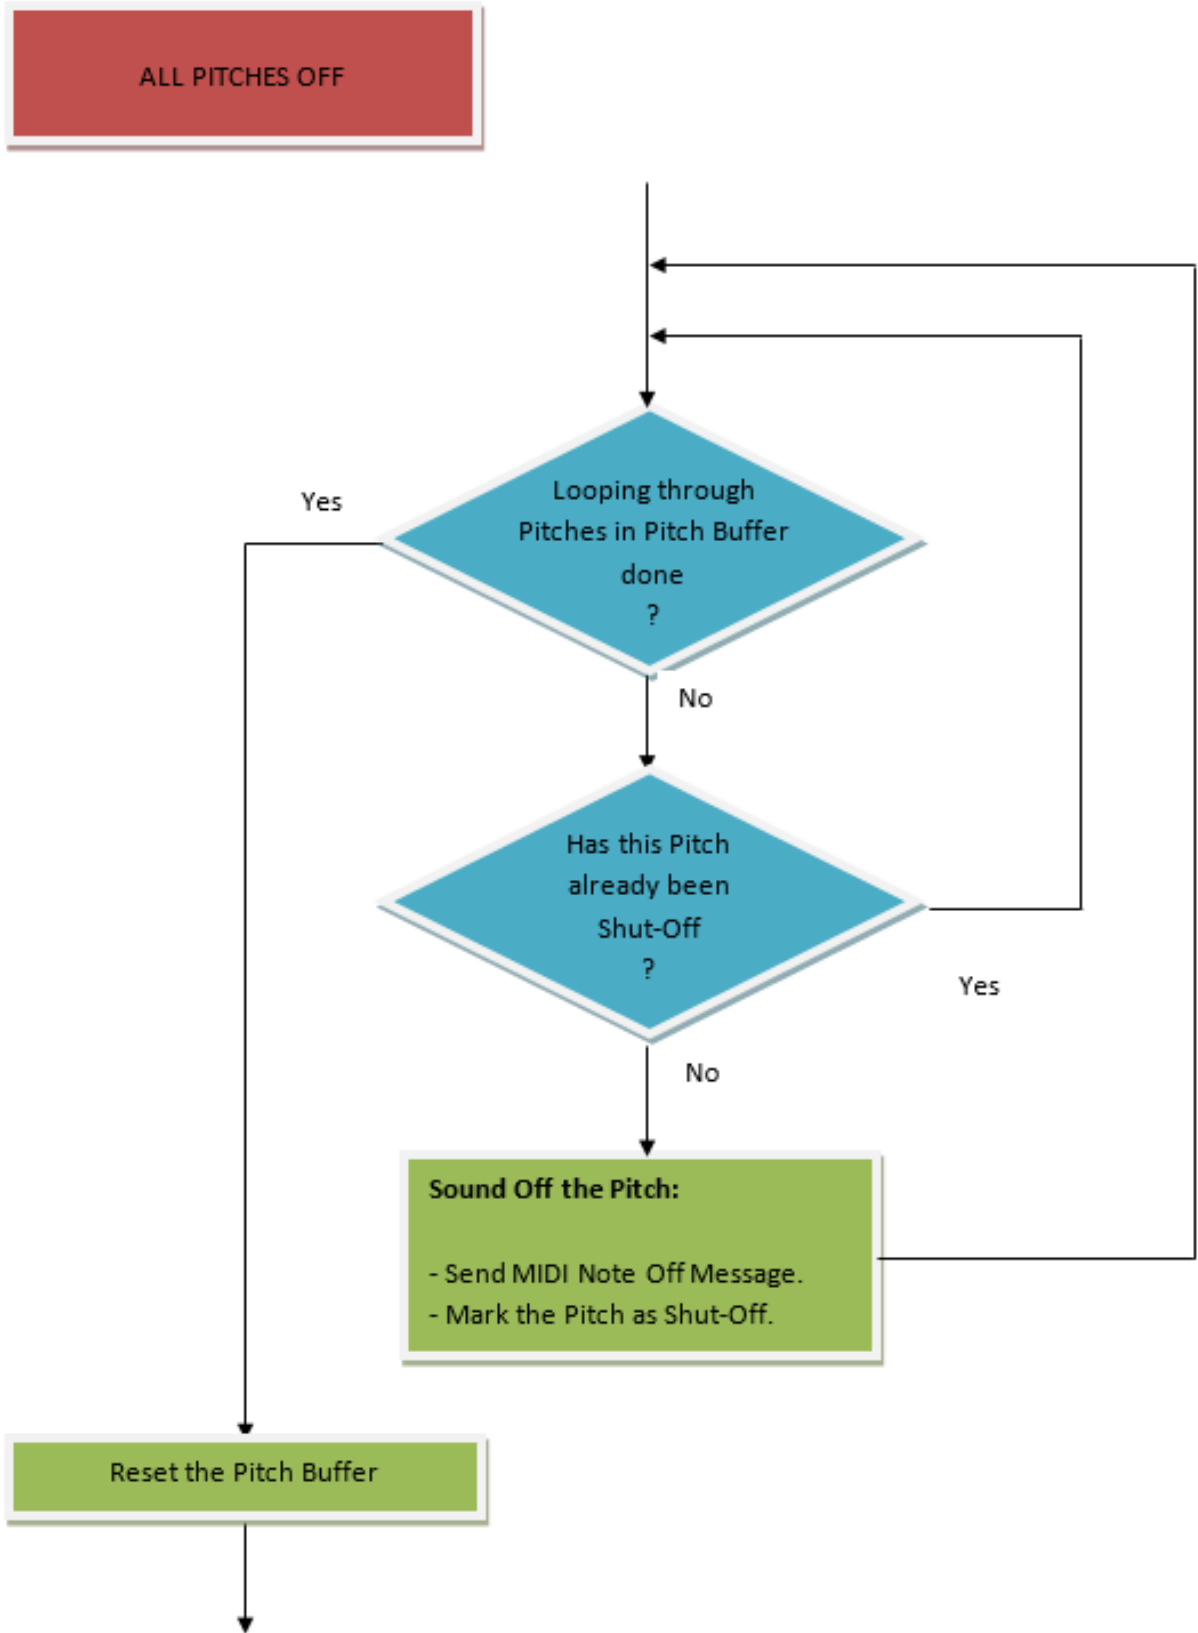 ALL PITCHES OFF
Looping through
Pitches in Pitch Buffer
done
?
Yes
No
Has this Pitch
already been
Shut-Off
?
Yes
No
Sound Off the Pitch:
- Send MIDI Note Off Message.
- Mark the Pitch as Shut-Off.
Reset the Pitch Buffer